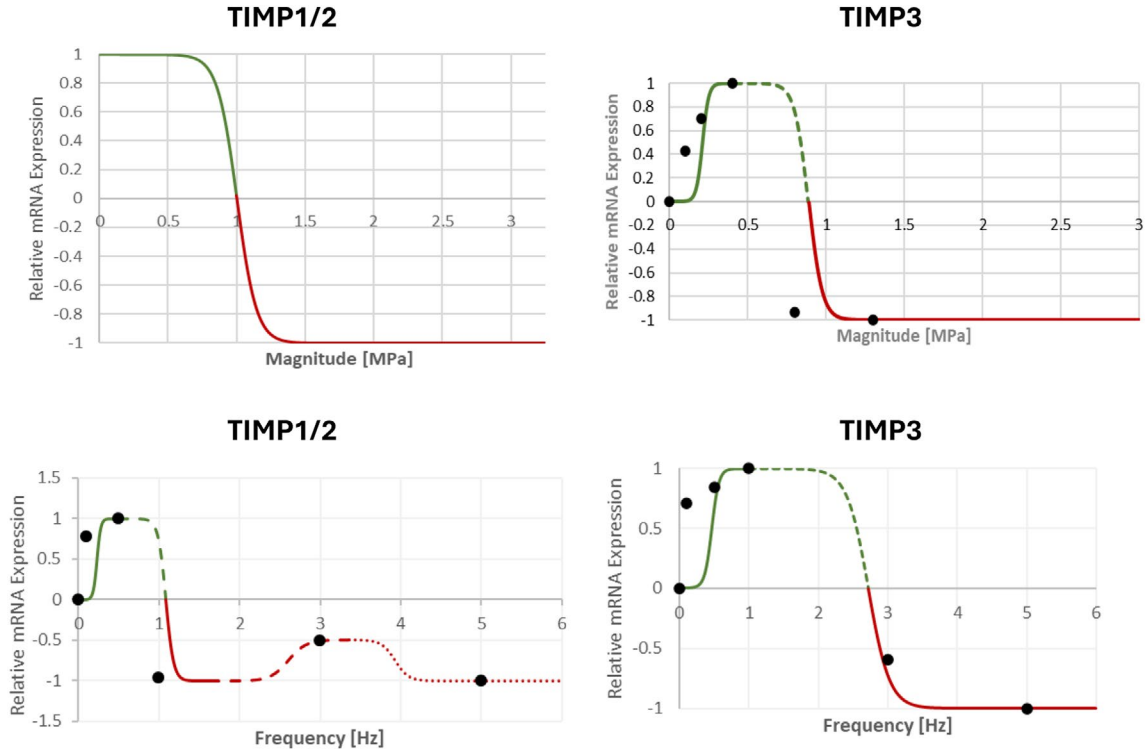 TIMP1/2
1
0.8
0.6
0.4
0.2
0
-0.2
-0.4
-0.6
-0.8
-1
0 0.5 1 1.5 2 2.5 3
Relative mRNA Expression
Magnitude [MPa]
TIMP3
1
0.8
0.6
0.4
0.2
0
-0.2
-0.4
-0.6
-0.8
-1
0 0.5 1 1.5 2 2.5 3
Relative mRNA Expression
Magnitude [MPa]
TIMP1/2
1.5
1
0.5
0
-0.5
-1
-1.5
0 1 2 3 4 5 6
Relative mRNA Expression
Frequency [Hz]
TIMP3
1
0.5
0
-0.5
-1
0 1 2 3 4 5 6
Relative mRNA Expression
Frequency [Hz]